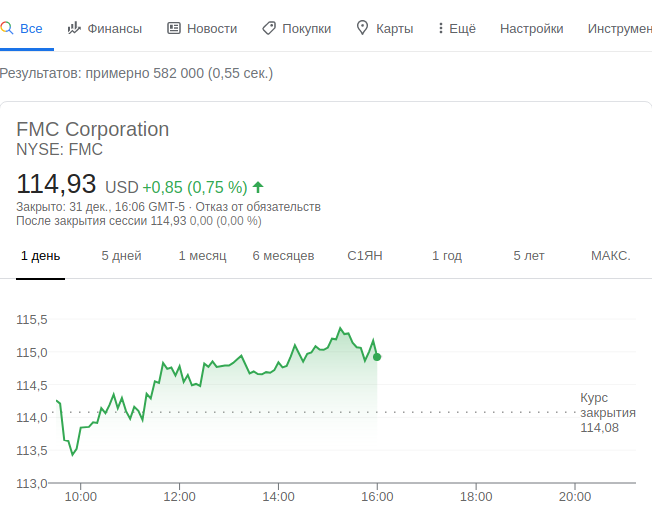 Все Финансы Новости Покупки Карты Ещё Настройки Инструмен
Результатов: примерно 582 000 (0,55 сек.)
FMC Corporation
NYSE: FMC
114,93 USD +0,85 (0,75 %)
Закрыто: 31 дек., 16:06 GMT-5 · Отказ от обязательств
После закрытия сессии 114,93 0,00 (0,00 %)
1 день 5 дней 1 месяц 6 месяцев С1ЯН 1 год 5 лет МАКС.
115,5
115,0
114,5
114,0
113,5
113,0
Курс
закрытия
114,08
10:00 12:00 14:00 16:00 18:00 20:00